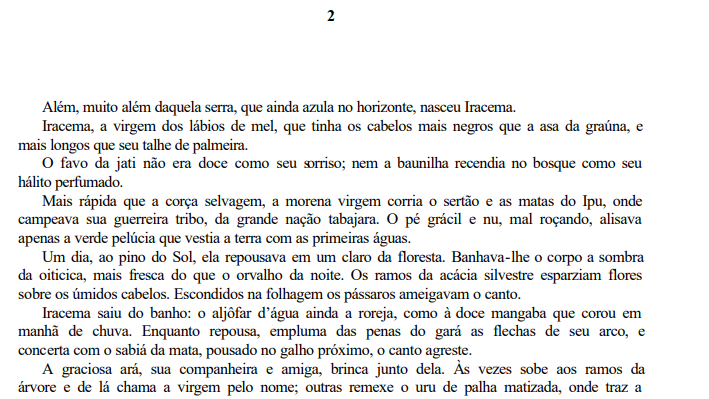 2
Além, muito além daquela serra, que ainda azula no horizonte, nasceu Iracema.
Iracema, a virgem dos lábios de mel, que tinha os cabelos mais negros que a asa da graúna, e
mais longos que seu talhe de palmeira.
O favo da jati não era doce como seu sorriso; nem a baunilha recendia no bosque como seu
hálito perfumado.
Mais rápida que a corça selvagem, a morena virgem corria o sertão e as matas do Ipu, onde
campeava sua guerreira tribo, da grande nação tabajara. O pé grácil e nu, mal roçando, alisava
apenas a verde pelúcia que vestia a terra com as primeiras águas.
Um dia, ao pino do Sol, ela repousava em um claro da floresta. Banhava-lhe o corpo a sombra
da oiticica, mais fresca do que o orvalho da noite. Os ramos da acácia silvestre esparziam flores
sobre os úmidos cabelos. Escondidos na folhagem os pássaros ameigavam o canto.
Iracema saiu do banho: o aljôfar d’água ainda a roreja, como à doce mangaba que corou em
manhã de chuva. Enquanto repousa, empluma das penas do gará as flechas de seu arco, e
concerta com o sabiá da mata, pousado no galho próximo, o canto agreste.
A graciosa ará, sua companheira e amiga, brinca junto dela. Às vezes sobe aos ramos da
árvore e de lá chama a virgem pelo nome; outras remexe o uru de palha matizada, onde traz a